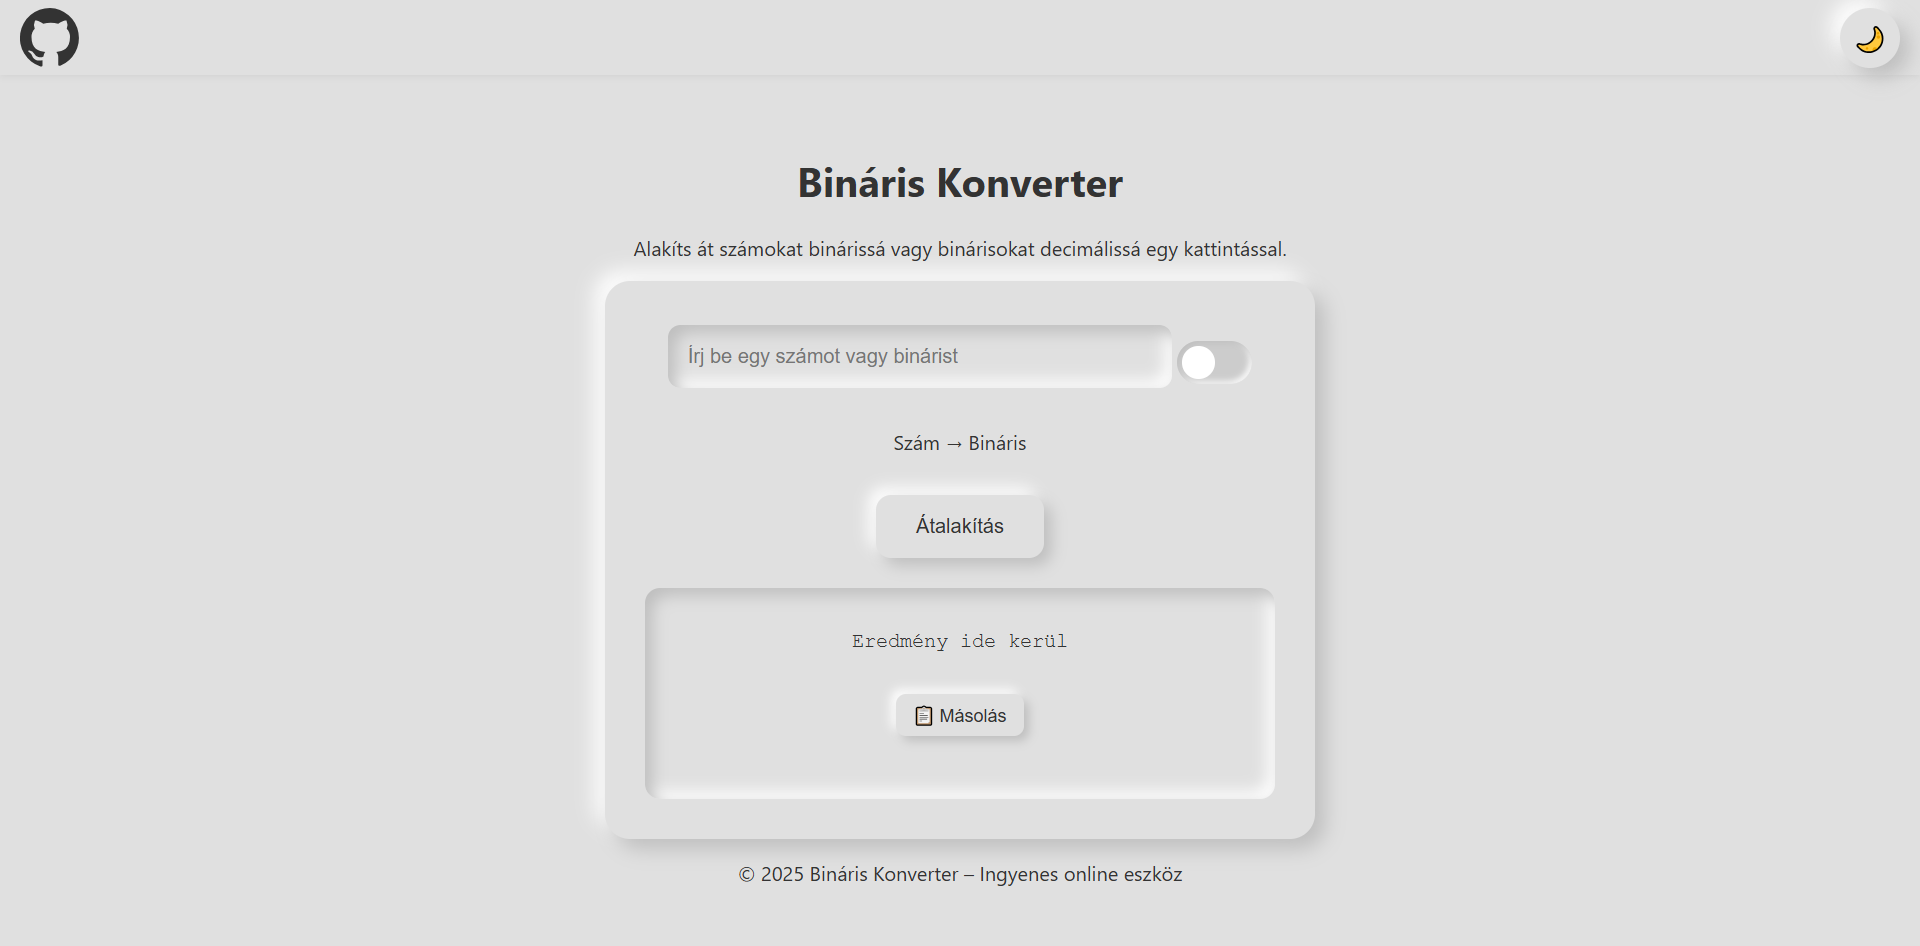 Bináris Konverter
Alakíts át számokat binárissá vagy binárisokat decimálissá egy kattintással.
Írj be egy számot vagy binárist
Szám → Bináris
Átalakítás
Eredmény ide kerül
📋 Másolás
© 2025 Bináris Konverter – Ingyenes online eszköz